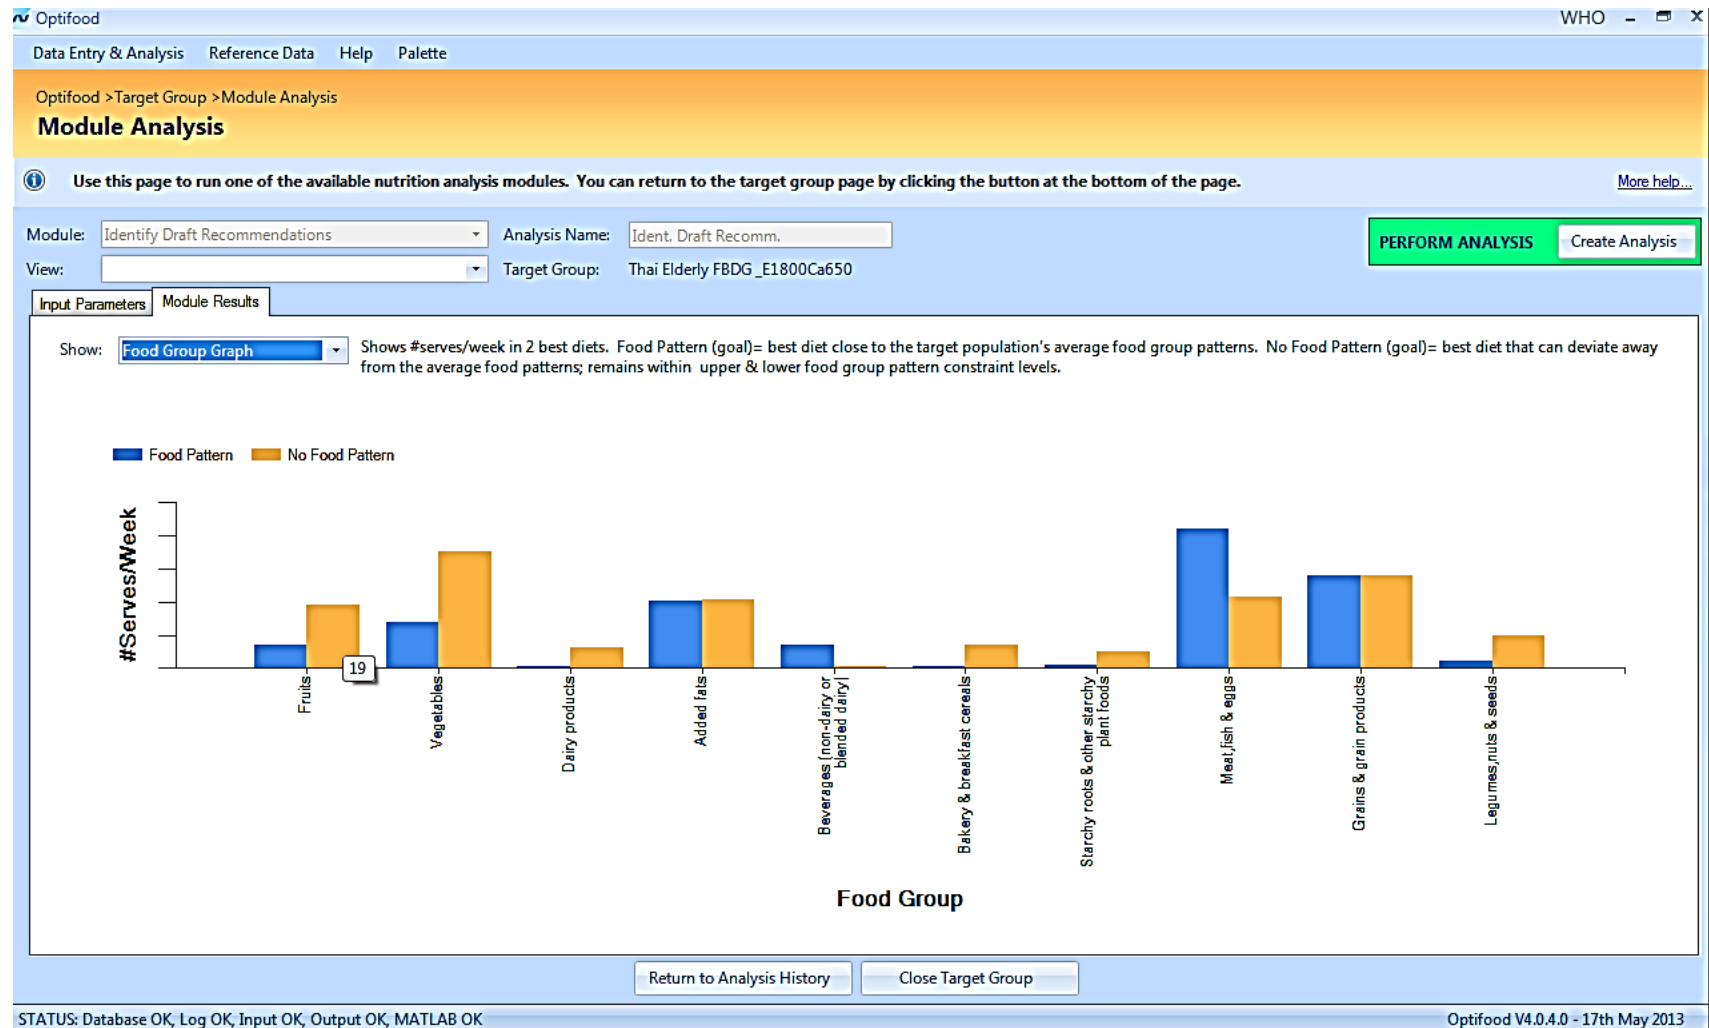 Optifood
WHO
Data Entry & Analysis Reference Data Help Palette
Optifood >Target Group >Module Analysis
Module Analysis
Use this page to run one of the available nutrition analysis modules. You can return to the target group page by clicking the button at the bottom of the page.
More help...
Module: Identify Draft Recommendations Analysis Name: Ident. Draft Recomm.
PERFORM ANALYSIS Create Analysis
View: Target Group: Thai Elderly FBDG _E1800Ca650
Input Parameters Module Results
Show: Food Group Graph
Shows #serves/week in 2 best diets. Food Pattern (goal)= best diet close to the target population's average food group patterns. No Food Pattern (goal)= best diet that can deviate away
from the average food patterns; remains within upper & lower food group pattern constraint levels.
Food Pattern No Food Pattern
#Serves/Week
19
Fruits
Vegetables
Dairy products
Added fats
Beverages (non-dairy or
blended dairy)
Bakery & breakfast cereals
Starchy roots & other starchy
plant foods
Meat,fish & eggs
Grains & grain products
Legumes,nuts & seeds
Food Group
Return to Analysis History Close Target Group
STATUS: Database OK, Log OK, Input OK, Output OK, MATLAB OK
Optifood V4.0.4.0 - 17th May 2013